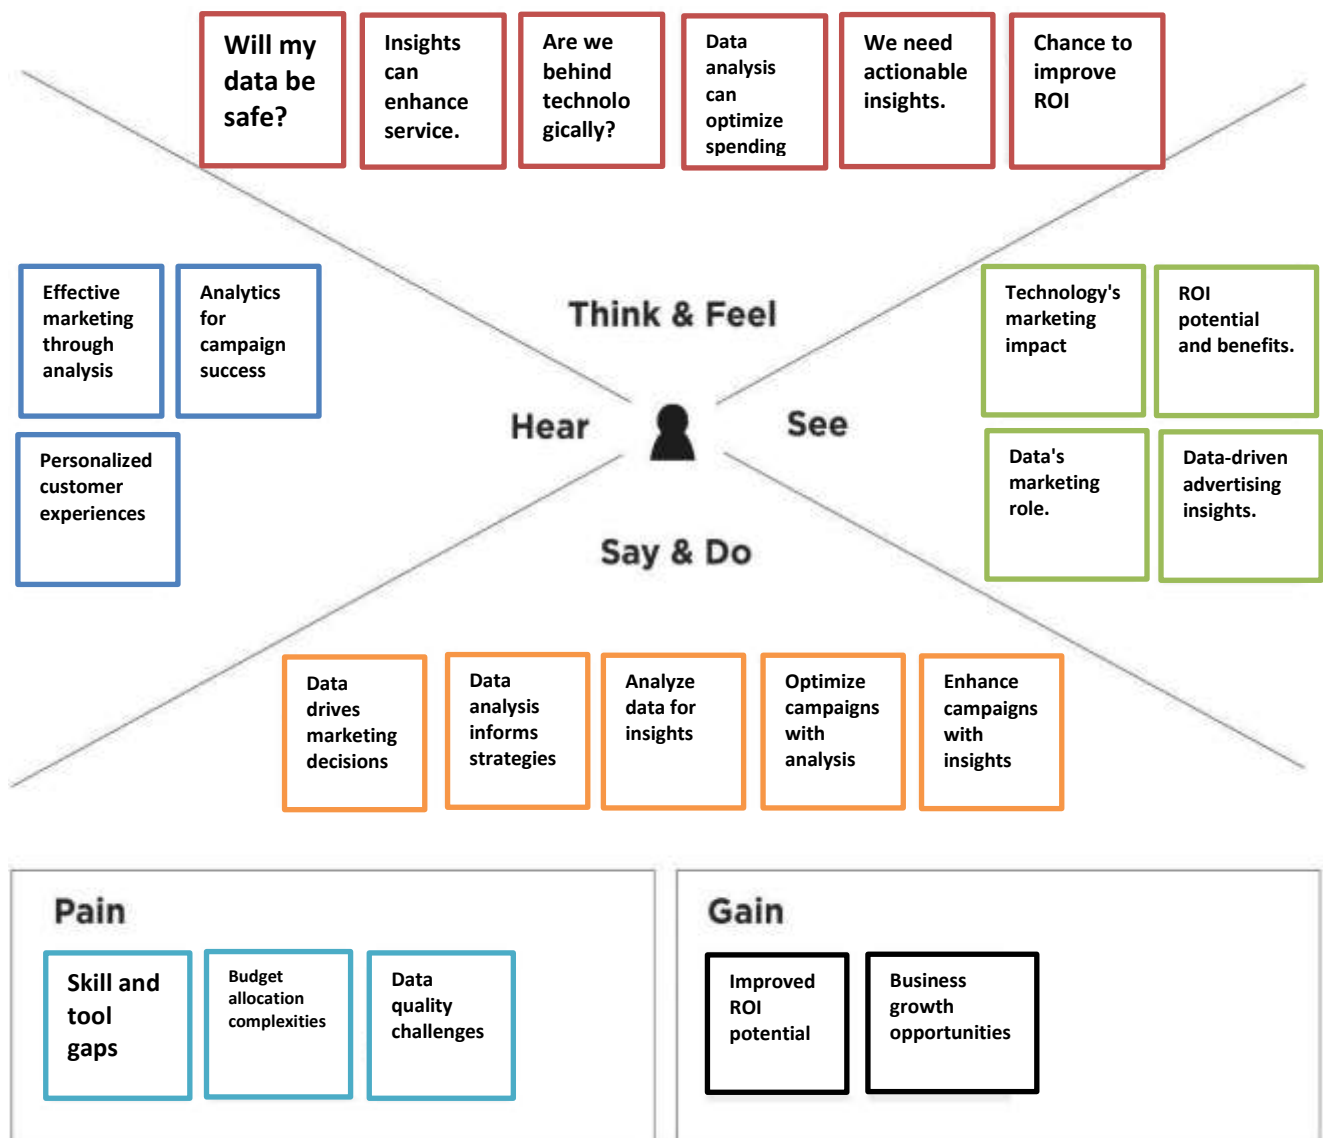 Will my
data be
safe?
Insights
can
enhance
service.
Are we
behind
technolo
gically?
Data
analysis
can
optimize
spending
We need
actionable
insights.
Chance to
improve
ROI
Think & Feel
Effective
marketing
through
analysis
Analytics
for
campaign
success
Personalized
customer
experiences
Hear
See
Technology's
marketing
impact
ROI
potential
and benefits.
Data's
marketing
role.
Data-driven
advertising
insights.
Say & Do
Data
drives
marketing
decisions
Data
analysis
informs
strategies
Analyze
data for
insights
Optimize
campaigns
with
analysis
Enhance
campaigns
with
insights
Pain
Skill and
tool
gaps
Budget
allocation
complexities
Data
quality
challenges
Gain
Improved
ROI
potential
Business
growth
opportunities